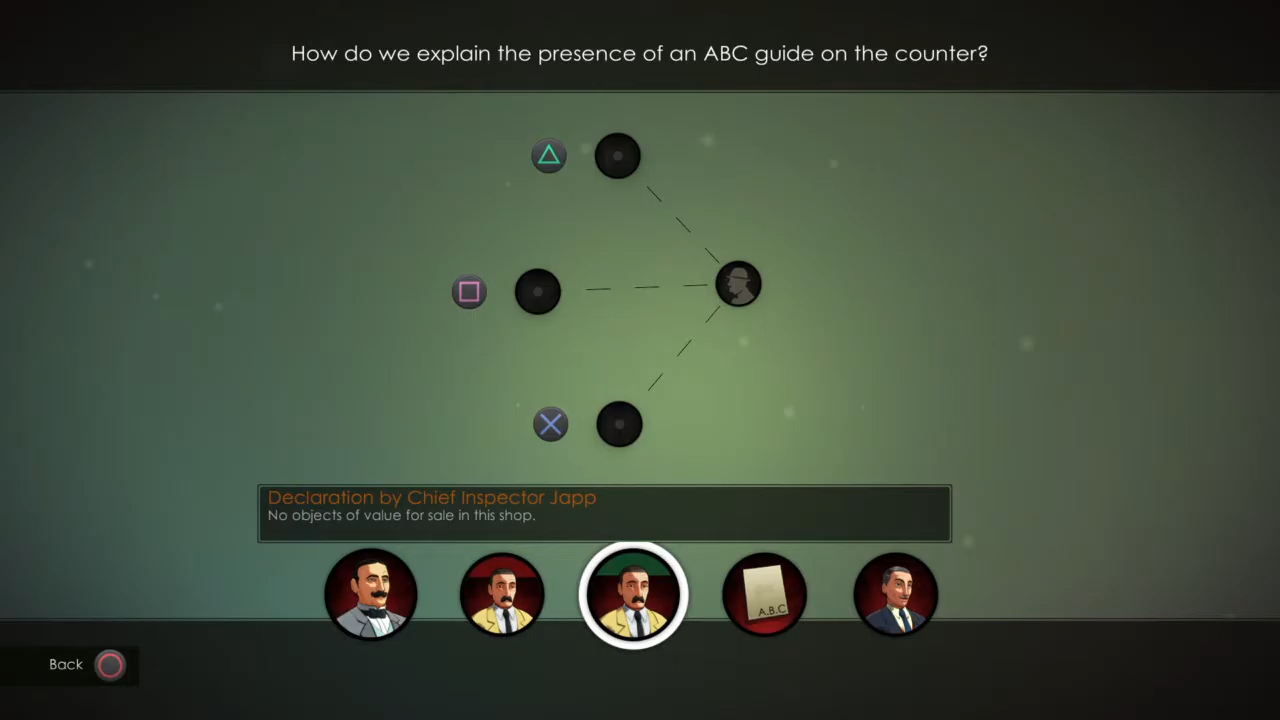 How do we explain the presence of an ABC guide on the counter?
Declaration by Chief Inspector Japp
No objects of value for sale in this shop.
A.B.C
Back